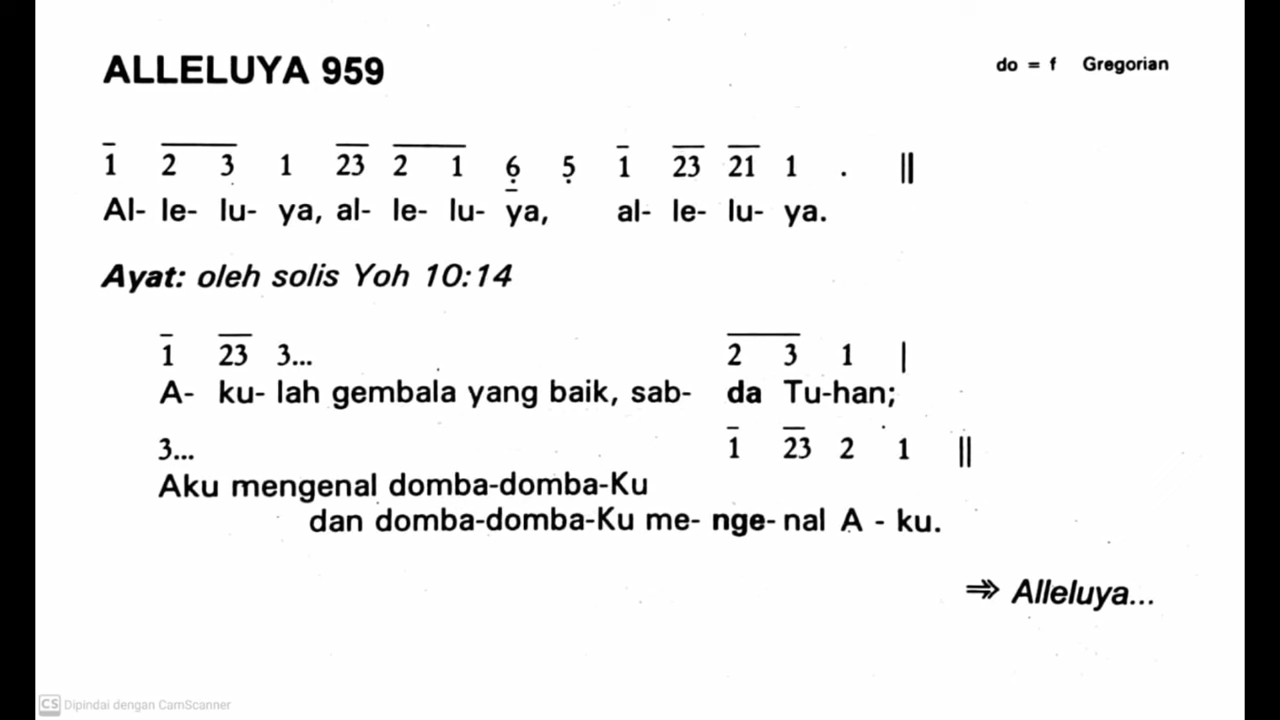 ALLELUYA 959
do = f Gregorian
1 2 3 1 23 2 1 6 5 1 23 21 1 . ||
Al- le- lu- ya, al- le- lu- ya, al- le- lu- ya.
Ayat: oleh solis Yoh 10:14
1 23 3... 2 3 1 |
A- ku- lah gembala yang baik, sab- da Tu-han;
3... 1 23 2 1 ||
Aku mengenal domba-domba-Ku
dan domba-domba-Ku me- nge- nal A - ku.
⇒ Alleluya...
CS Dipindai dengan CamScanner